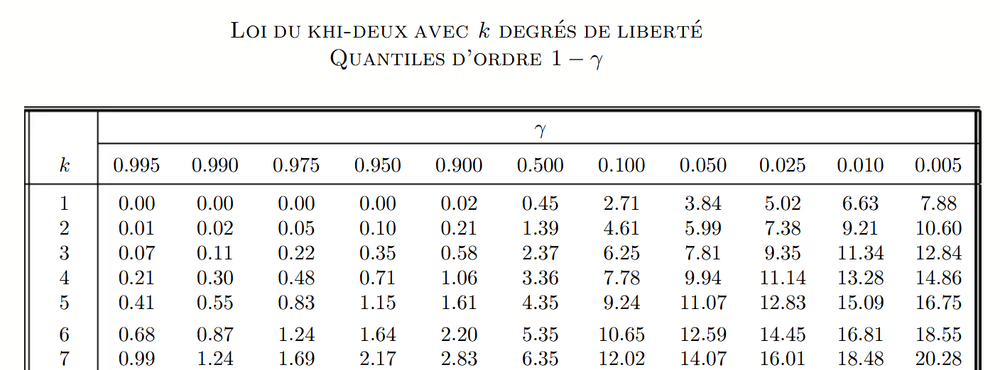 Loi du khi-deux avec k degrés de liberté
Quantiles d'ordre 1 − γ
γ
k 0.995 0.990 0.975 0.950 0.900 0.500 0.100 0.050 0.025 0.010 0.005
1 0.00 0.00 0.00 0.00 0.02 0.45 2.71 3.84 5.02 6.63 7.88
2 0.01 0.02 0.05 0.10 0.21 1.39 4.61 5.99 7.38 9.21 10.60
3 0.07 0.11 0.22 0.35 0.58 2.37 6.25 7.81 9.35 11.34 12.84
4 0.21 0.30 0.48 0.71 1.06 3.36 7.78 9.94 11.14 13.28 14.86
5 0.41 0.55 0.83 1.15 1.61 4.35 9.24 11.07 12.83 15.09 16.75
6 0.68 0.87 1.24 1.64 2.20 5.35 10.65 12.59 14.45 16.81 18.55
7 0.99 1.24 1.69 2.17 2.83 6.35 12.02 14.07 16.01 18.48 20.28